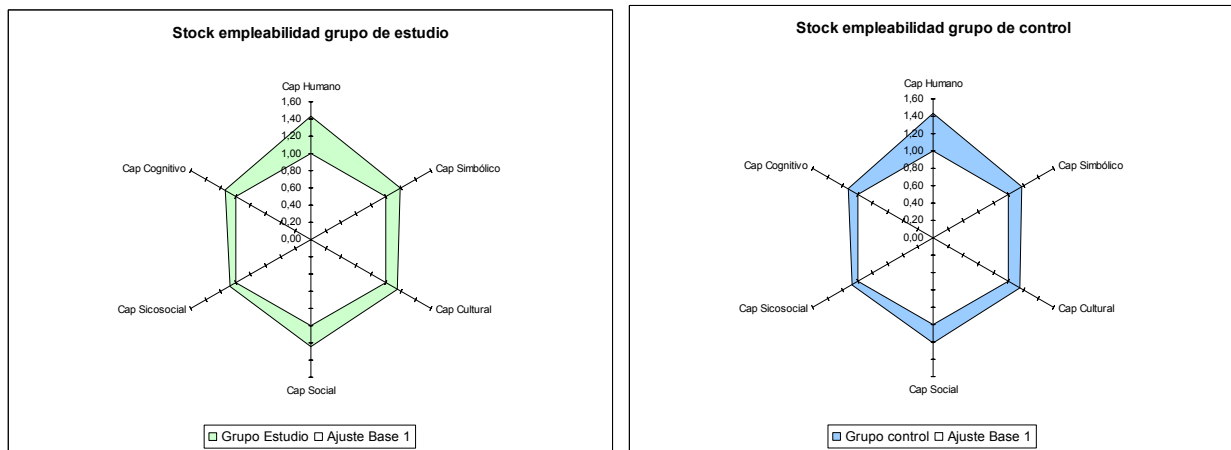 Stock empleabilidad grupo de estudio
Cap Humano
1,60
1,40
1,20
1,00
0,80
0,60
0,40
0,20
0,00
Cap Cognitivo
Cap Simbólico
Cap Sicosocial
Cap Cultural
Cap Social
Grupo Estudio
Ajuste Base 1
Stock empleabilidad grupo de control
Cap Humano
1,60
1,40
1,20
1,00
0,80
0,60
0,40
0,20
0,00
Cap Cognitivo
Cap Simbólico
Cap Sicosocial
Cap Cultural
Cap Social
Grupo control
Ajuste Base 1